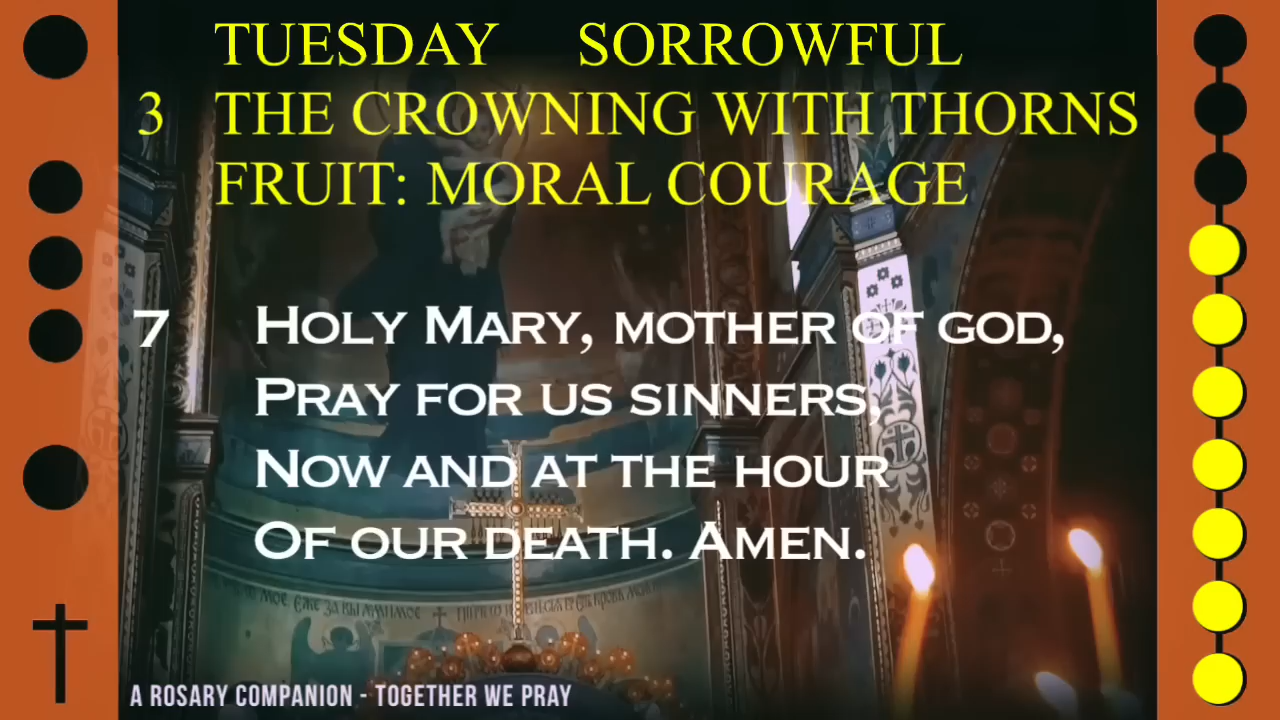 TUESDAY SORROWFUL
3 THE CROWNING WITH THORNS
FRUIT: MORAL COURAGE
7 HOLY MARY, MOTHER OF GOD,
PRAY FOR US SINNERS,
NOW AND AT THE HOUR
OF OUR DEATH. AMEN.
A ROSARY COMPANION - TOGETHER WE PRAY